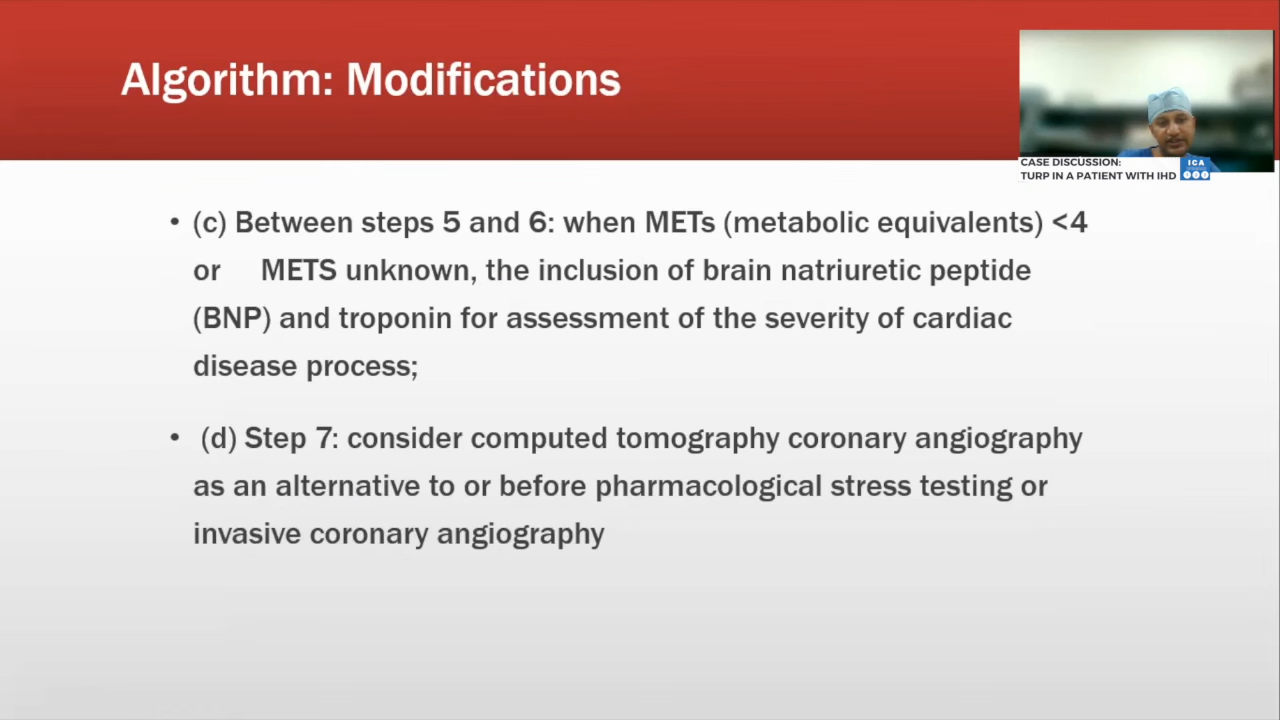 Algorithm: Modifications
CASE DISCUSSION:
TURP IN A PATIENT WITH IHD
ICA
• (c) Between steps 5 and 6: when METs (metabolic equivalents) <4
or METS unknown, the inclusion of brain natriuretic peptide
(BNP) and troponin for assessment of the severity of cardiac
disease process;
• (d) Step 7: consider computed tomography coronary angiography
as an alternative to or before pharmacological stress testing or
invasive coronary angiography